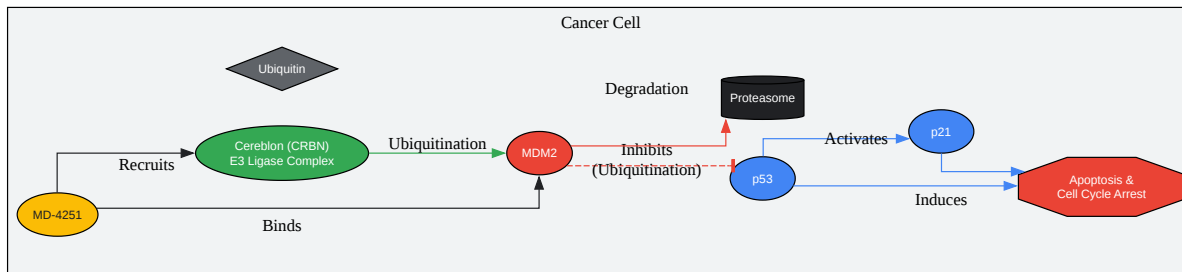 Cancer Cell
Ubiquitin
Degradation
Proteasome
Cereblon (CRBN)
E3 Ligase Complex
Ubiquitination
MDM2
Inhibits
(Ubiquitination)
Activates
p21
Recruits
p53
Apoptosis &
Cell Cycle Arrest
Induces
MD-4251
Binds